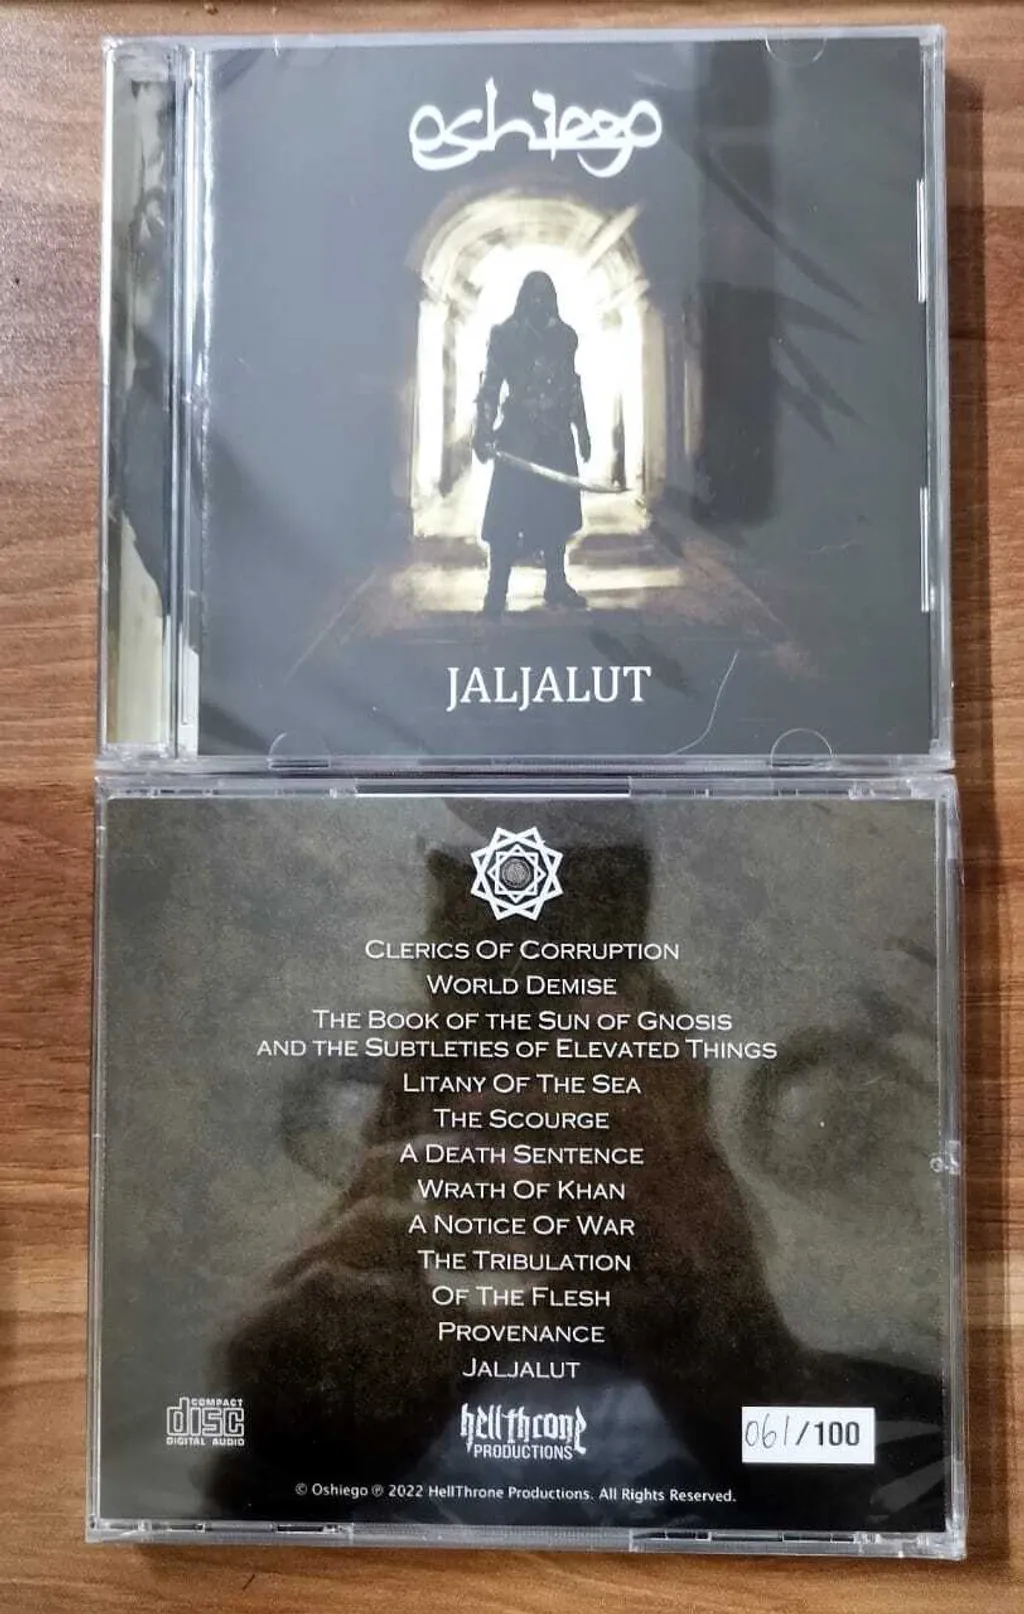 oshiego
JALJALUT
CLERICS OF CORRUPTION
WORLD DEMISE
THE BOOK OF THE SUN OF GNOSIS
AND THE SUBTLETIES OF ELEVATED THINGS
LITANY OF THE SEA
THE SCOURGE
A DEATH SENTENCE
WRATH OF KHAN
A NOTICE OF WAR
THE TRIBULATION
OF THE FLESH
PROVENANCE
JALJALUT
COMPACT
disc
DIGITAL AUDIO
hellthrone
PRODUCTIONS
061/100
© Oshiego ℗ 2022 HellThrone Productions. All Rights Reserved.